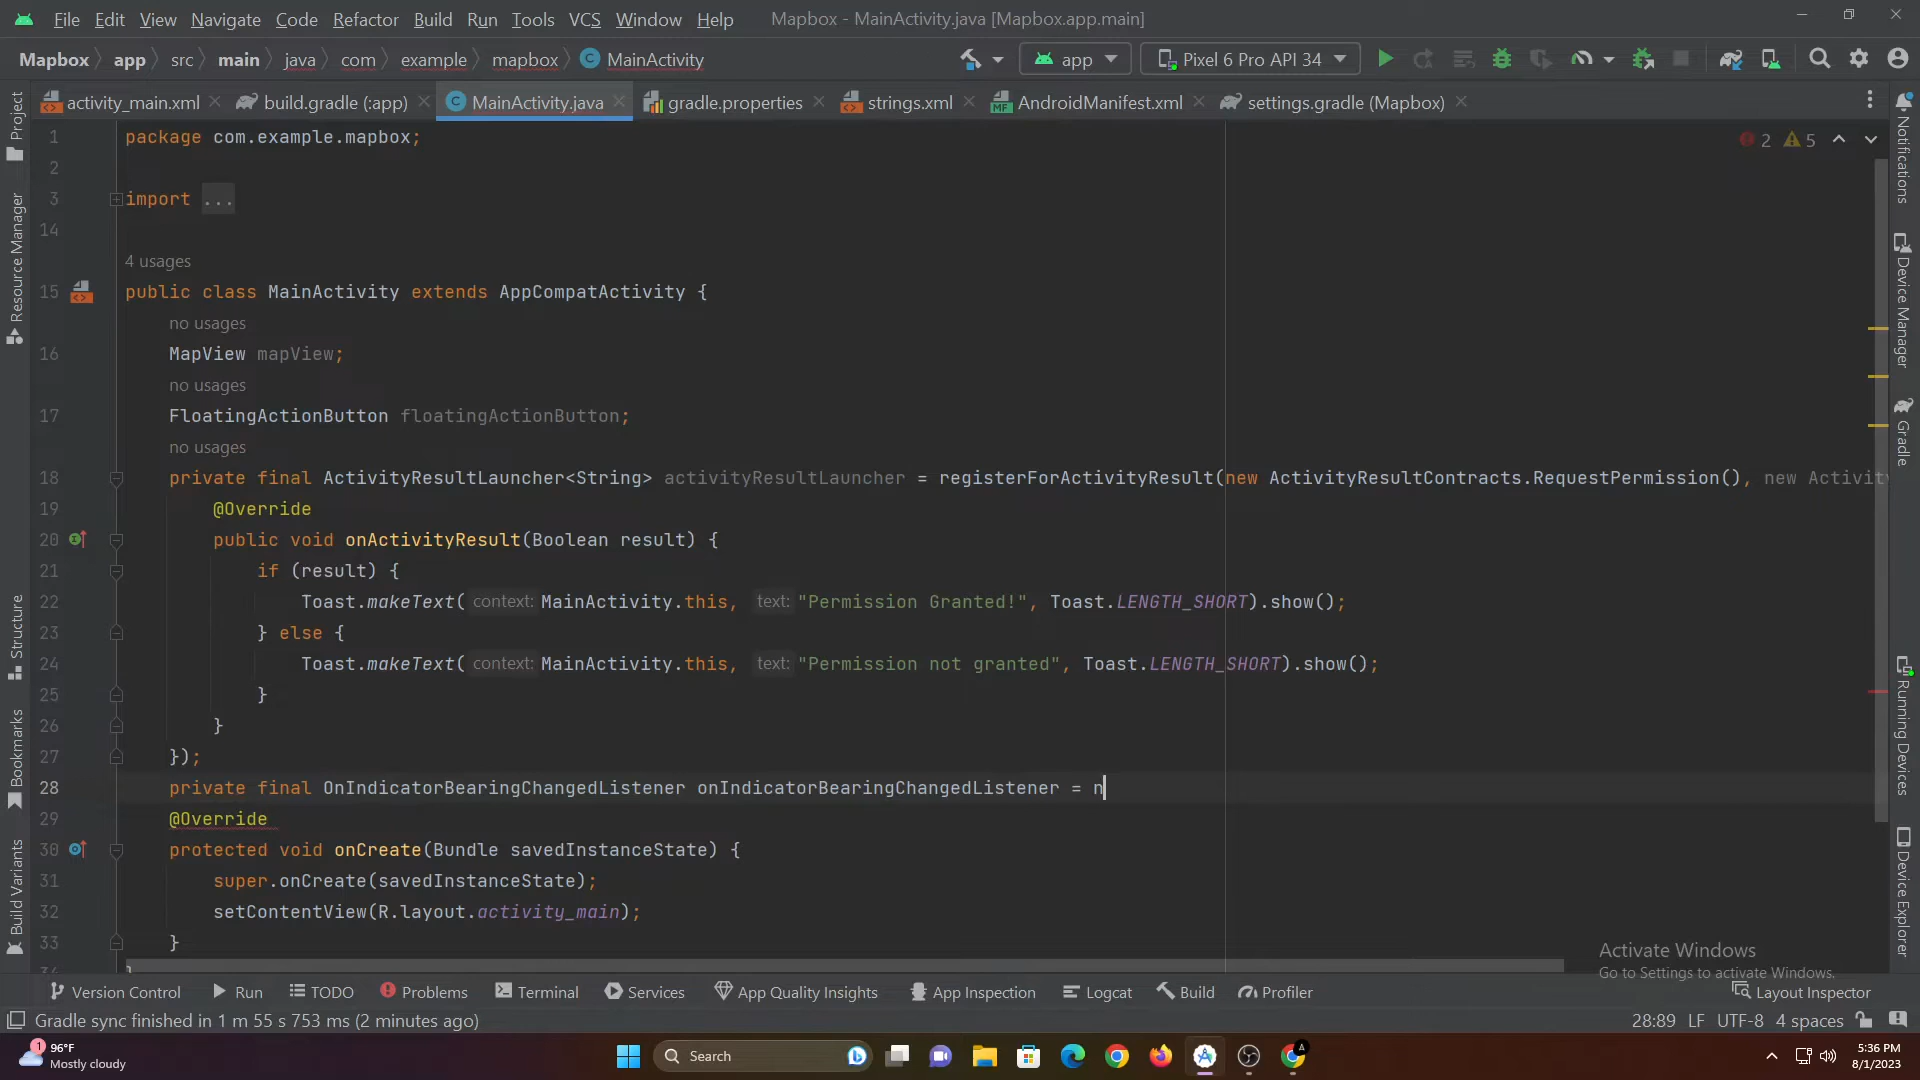 File Edit View Navigate Code Refactor Build Run Tools VCS Window Help Mapbox - MainActivity.java [Mapbox.app.main]
Mapbox app src main java com example mapbox MainActivity app Pixel 6 Pro API 34
activity_main.xml build.gradle (:app) MainActivity.java gradle.properties strings.xml AndroidManifest.xml settings.gradle (Mapbox)
Project
Resource Manager
Structure
Bookmarks
Build Variants
1 package com.example.mapbox;
2 5
2
3 import ...
14
4 usages
15 public class MainActivity extends AppCompatActivity {
no usages
16 MapView mapView;
no usages
17 FloatingActionButton floatingActionButton;
no usages
18 private final ActivityResultLauncher<String> activityResultLauncher = registerForActivityResult(new ActivityResultContracts.RequestPermission(), new Activit
19 @Override
20 public void onActivityResult(Boolean result) {
21 if (result) {
22 Toast.makeText( context: MainActivity.this, text: "Permission Granted!", Toast.LENGTH_SHORT).show();
23 } else {
24 Toast.makeText( context: MainActivity.this, text: "Permission not granted", Toast.LENGTH_SHORT).show();
25 }
26 }
27 });
28 private final OnIndicatorBearingChangedListener onIndicatorBearingChangedListener = n
29 @Override
30 protected void onCreate(Bundle savedInstanceState) {
31 super.onCreate(savedInstanceState);
32 setContentView(R.layout.activity_main);
33 }
Notifications
Device Manager
Gradle
Running Devices
Device Explorer
Activate Windows
Go to Settings to activate Windows.
Version Control Run TODO Problems Terminal Services App Quality Insights App Inspection Logcat Build Profiler Layout Inspector
Gradle sync finished in 1 m 55 s 753 ms (2 minutes ago) 28:89 LF UTF-8 4 spaces
1 96°F
Mostly cloudy
Search
A
5:36 PM
8/1/2023